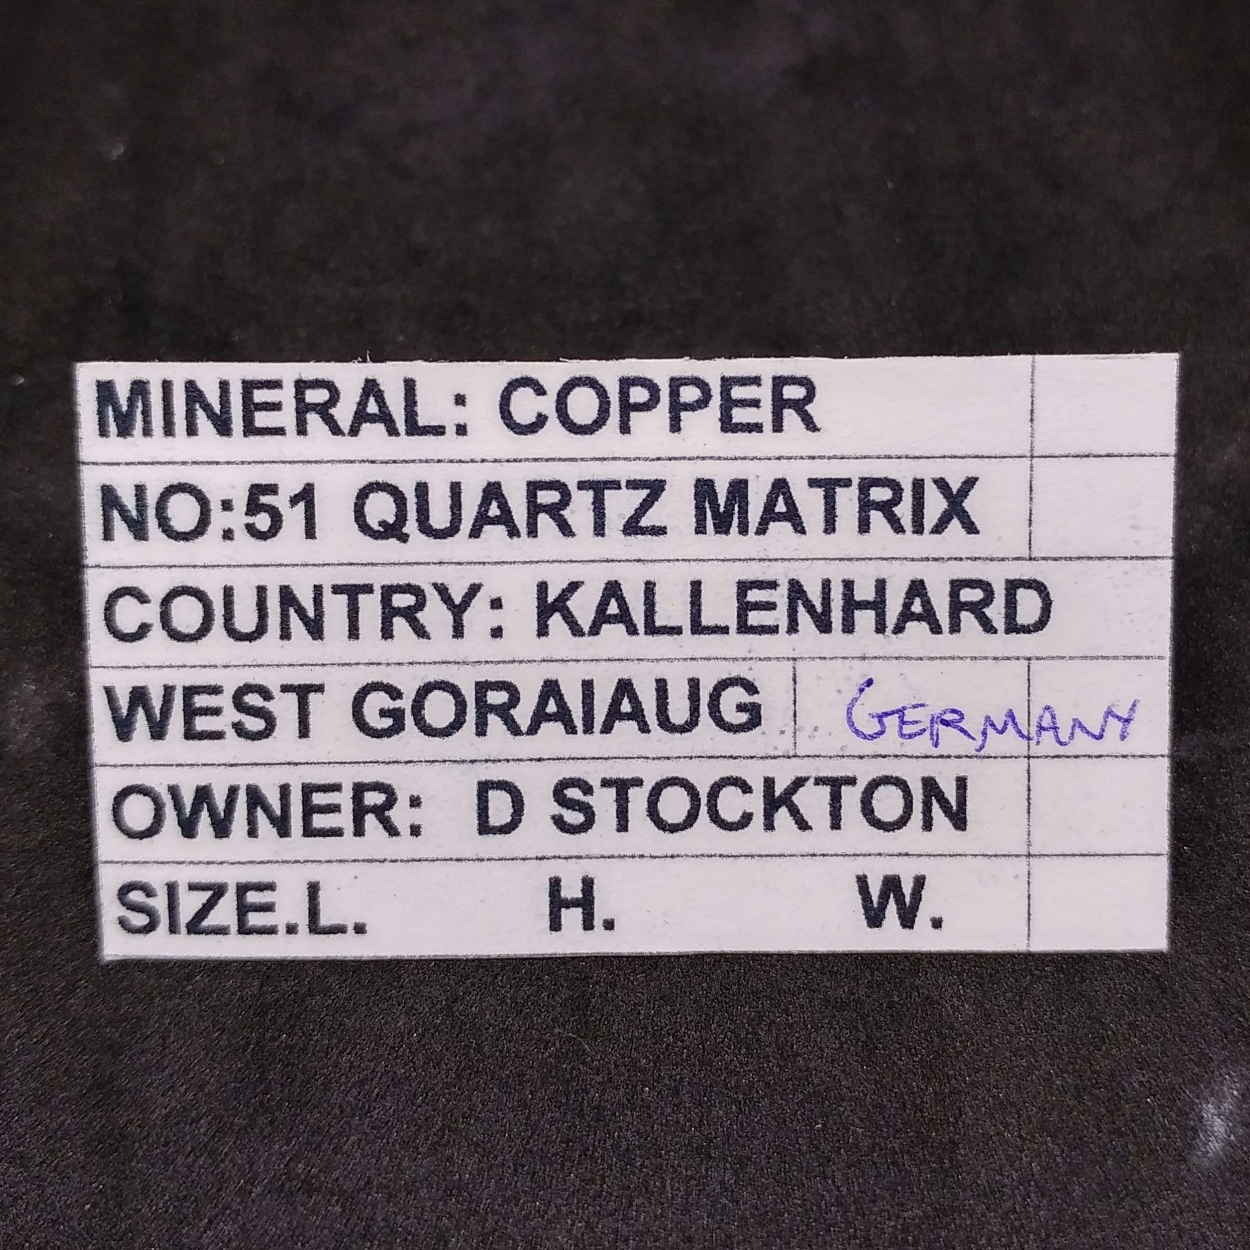 MINERAL: COPPER
NO:51 QUARTZ MATRIX
COUNTRY: KALLENHARD
WEST GORAIAUG GERMANY
OWNER: D STOCKTON
SIZE.L. H. W.